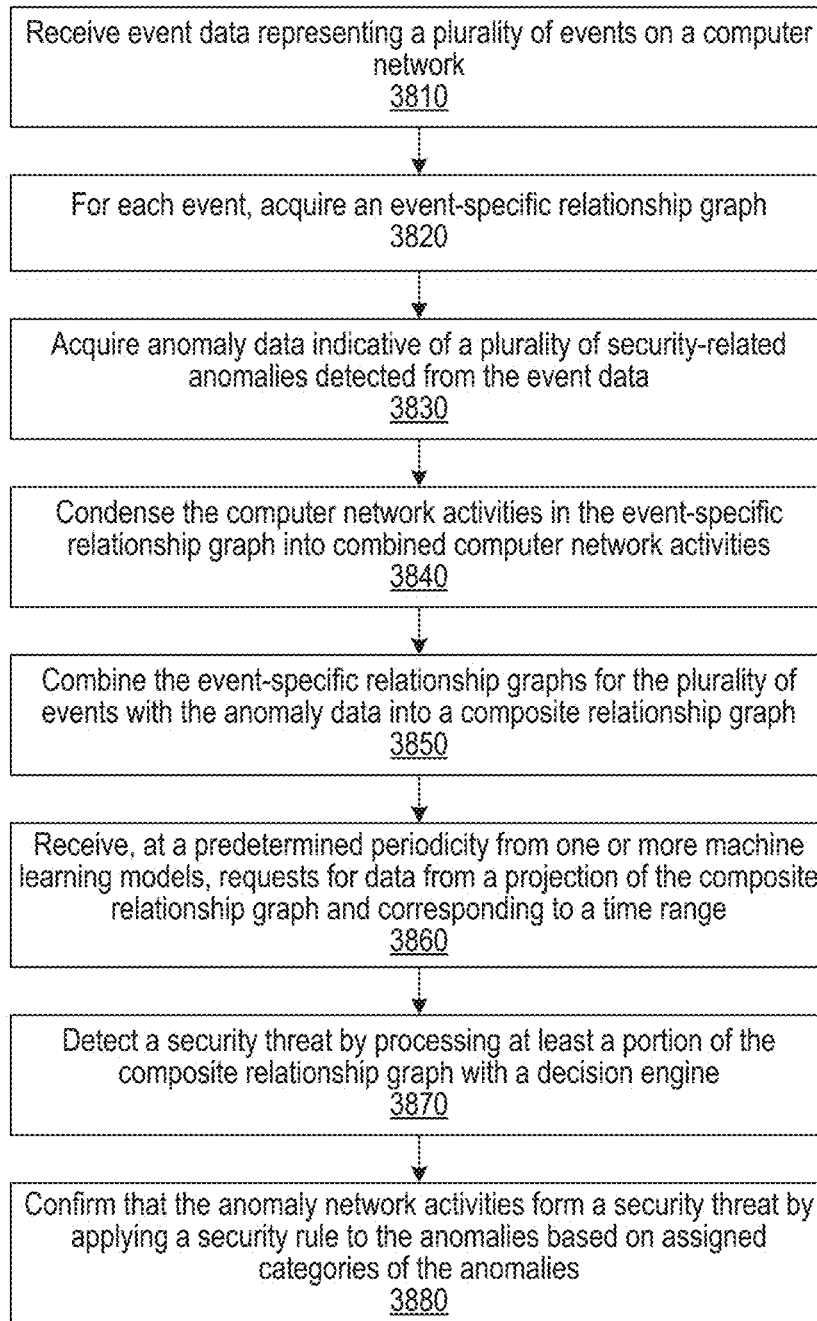 Receive event data representing a plurality of events on a computer
network
3810
For each event, acquire an event-specific relationship graph
3820
Acquire anomaly data indicative of a plurality of security-related
anomalies detected from the event data
3830
Condense the computer network activities in the event-specific
relationship graph into combined computer network activities
3840
Combine the event-specific relationship graphs for the plurality of
events with the anomaly data into a composite relationship graph
3850
Receive, at a predetermined periodicity from one or more machine
learning models, requests for data from a projection of the composite
relationship graph and corresponding to a time range
3860
Detect a security threat by processing at least a portion of the
composite relationship graph with a decision engine
3870
Confirm that the anomaly network activities form a security threat by
applying a security rule to the anomalies based on assigned
categories of the anomalies
3880